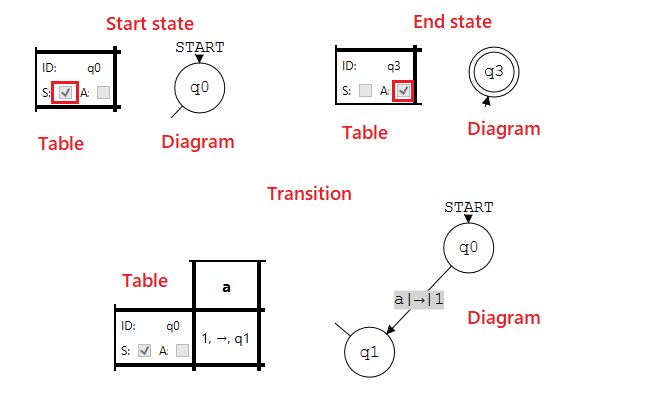 Start state
End state
START
ID: q0
S: A:
q0
Table
Diagram
ID: q3
S: A:
q3
Table
Diagram
Transition
START
q0
Table
a
a|→|1
Diagram
ID: q0
S: A:
1, →, q1
q1